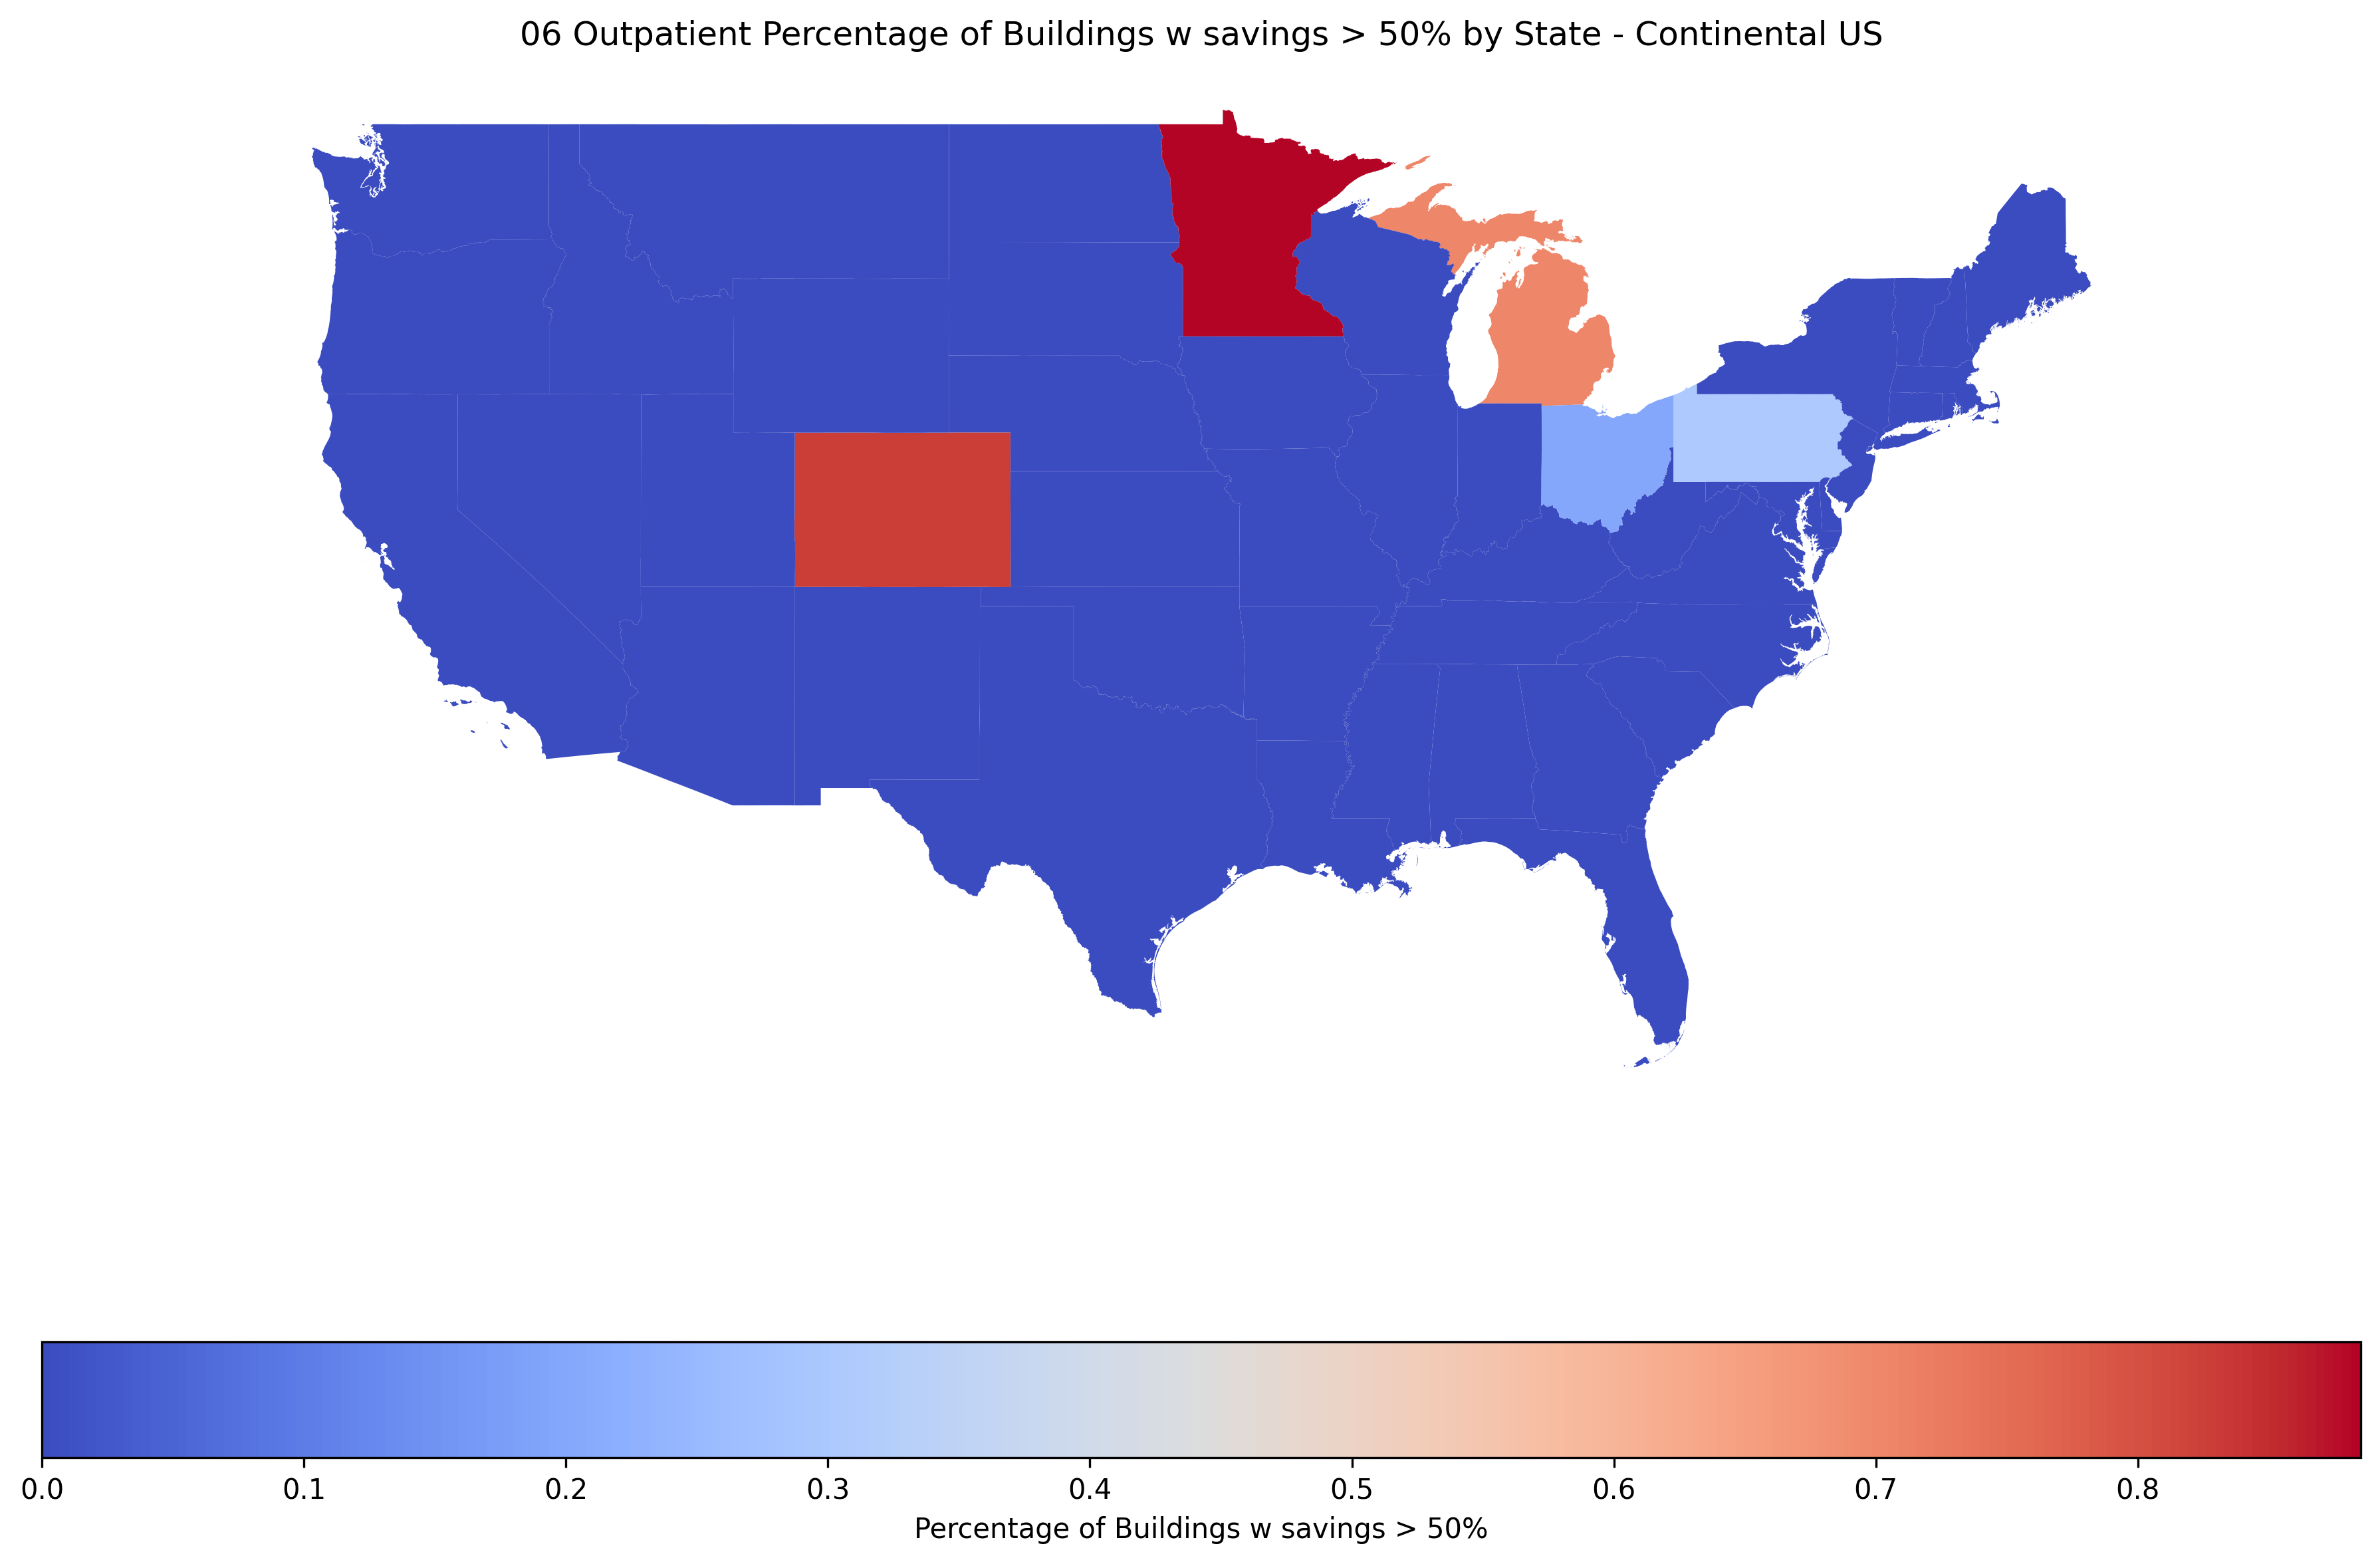 06 Outpatient Percentage of Buildings w savings > 50% by State - Continental US
0.0 0.1 0.2 0.3 0.4 0.5 0.6 0.7 0.8
Percentage of Buildings w savings > 50%